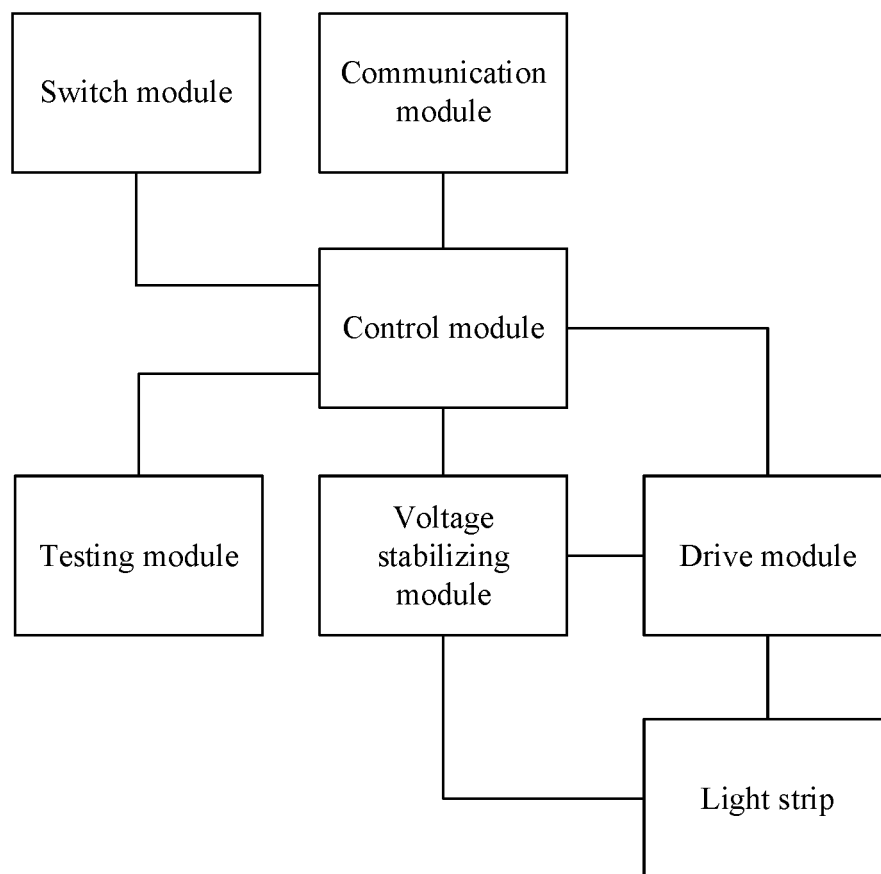 Switch module
Communication
module
Control module
Testing module
Voltage
stabilizing
module
Drive module
Light strip